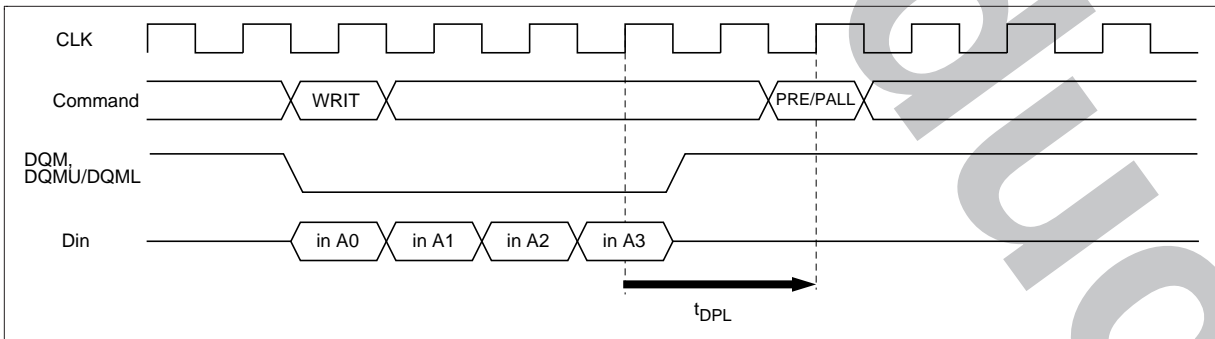 CLK
Command
WRIT
PRE/PALL
DQM,
DQMU/DQML
Din
in A0
in A1
in A2
in A3
tDPL